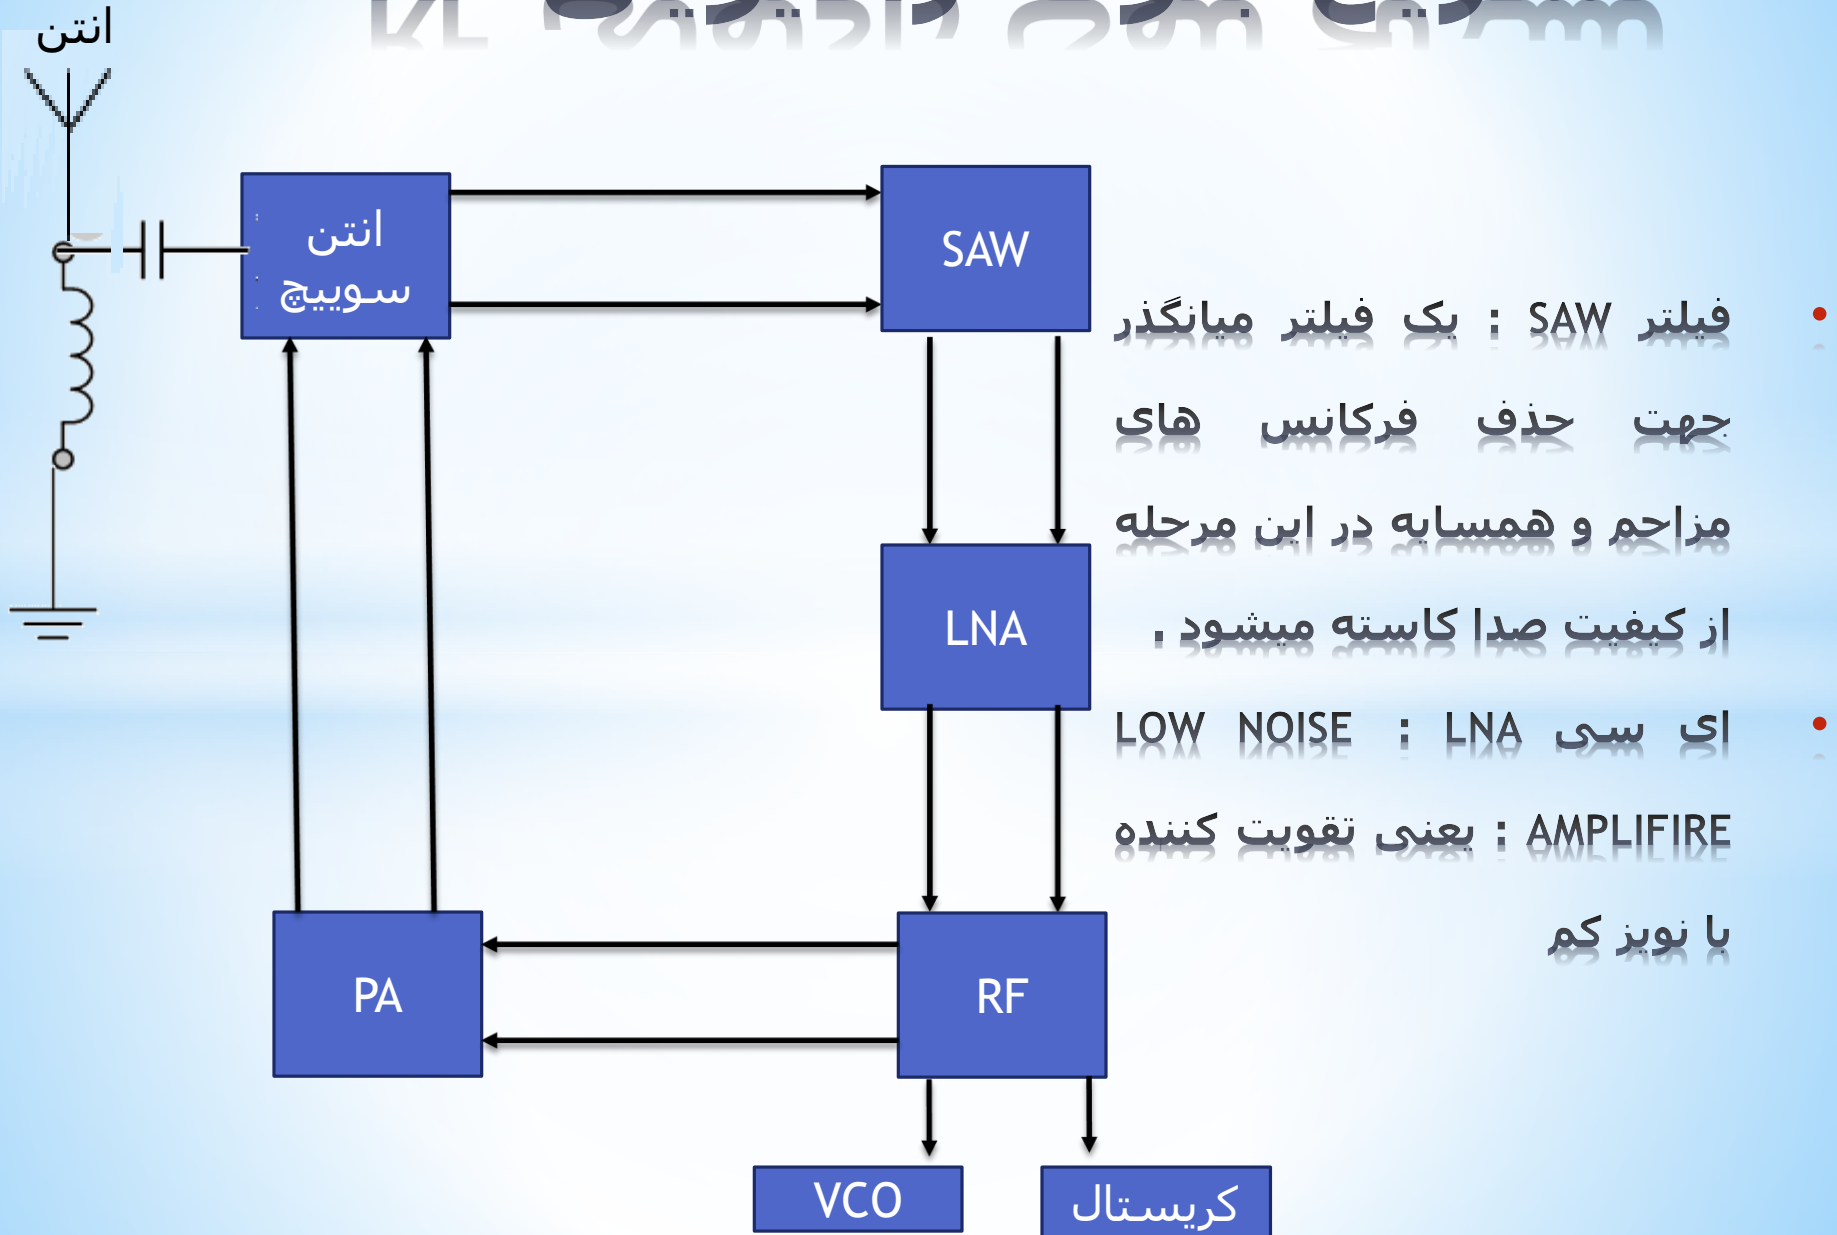 انتن
انتن
سوییچ
SAW
LNA
RF
PA
VCO
کریستال
• فیلتر SAW : یک فیلتر میانگذر
جهت حذف فرکانس های
مزاحم و همسایه در این مرحله
از کیفیت صدا کاسته میشود .
• ای سی LNA : LOW NOISE
AMPLIFIRE : یعنی تقویت کننده
با نویز کم